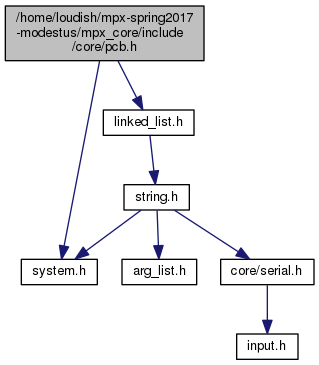 /home/loudish/mpx-spring2017
-modestus/mpx_core/include
/core/pcb.h
linked_list.h
string.h
system.h
arg_list.h
core/serial.h
input.h